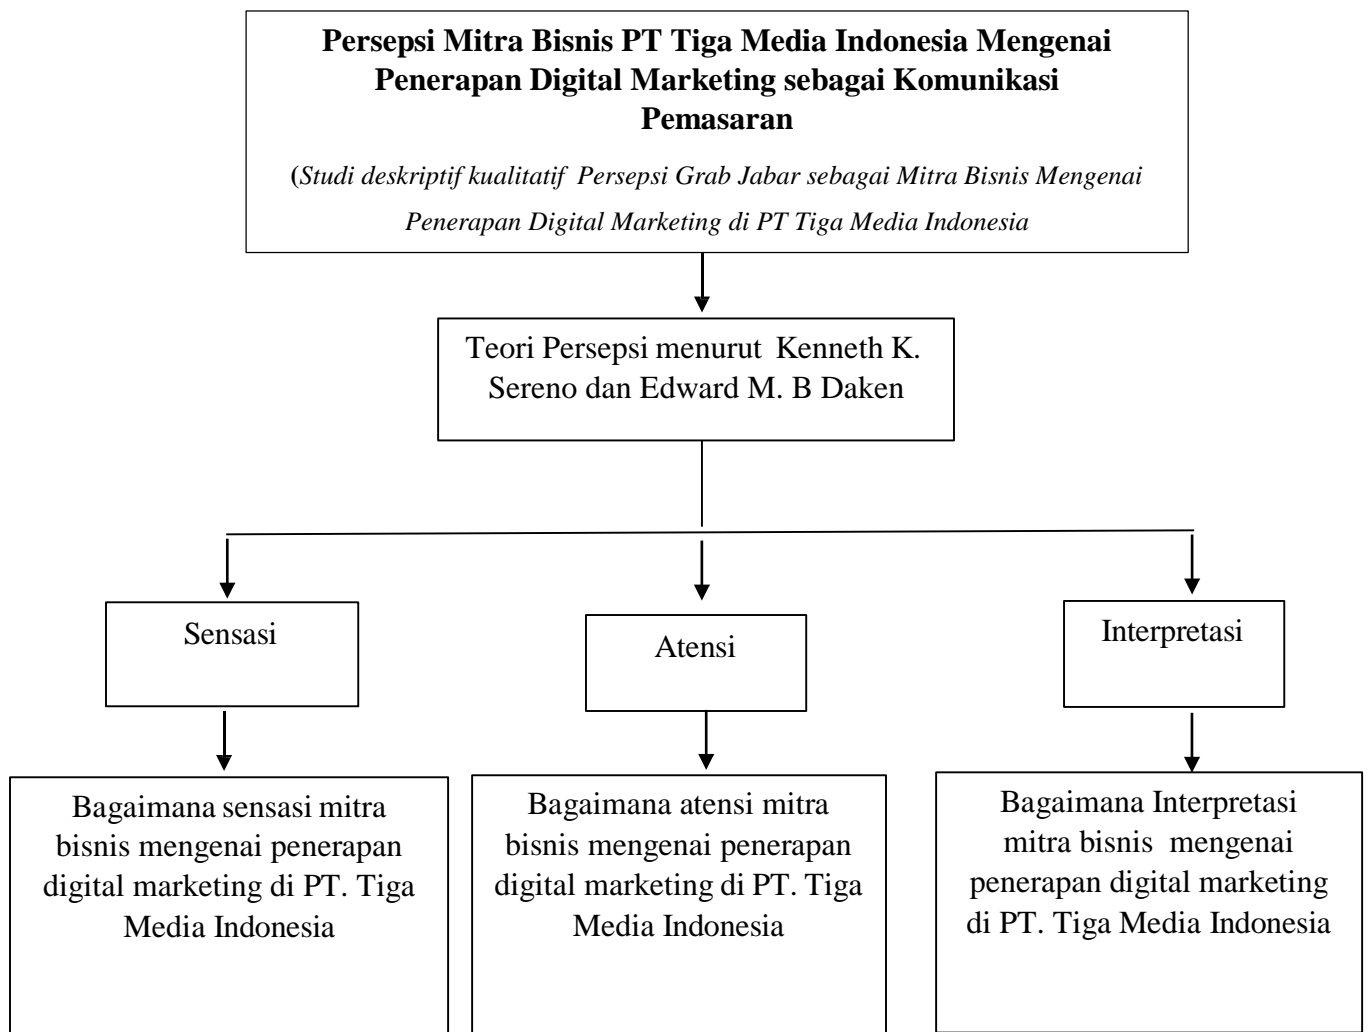 Persepsi Mitra Bisnis PT Tiga Media Indonesia Mengenai
Penerapan Digital Marketing sebagai Komunikasi
Pemasaran
(Studi deskriptif kualitatif Persepsi Grab Jabar sebagai Mitra Bisnis Mengenai
Penerapan Digital Marketing di PT Tiga Media Indonesia
Teori Persepsi menurut Kenneth K.
Sereno dan Edward M. B Daken
Sensasi
Atensi
Interpretasi
Bagaimana sensasi mitra
bisnis mengenai penerapan
digital marketing di PT. Tiga
Media Indonesia
Bagaimana atensi mitra
bisnis mengenai penerapan
digital marketing di PT. Tiga
Media Indonesia
Bagaimana Interpretasi
mitra bisnis mengenai
penerapan digital marketing
di PT. Tiga Media Indonesia